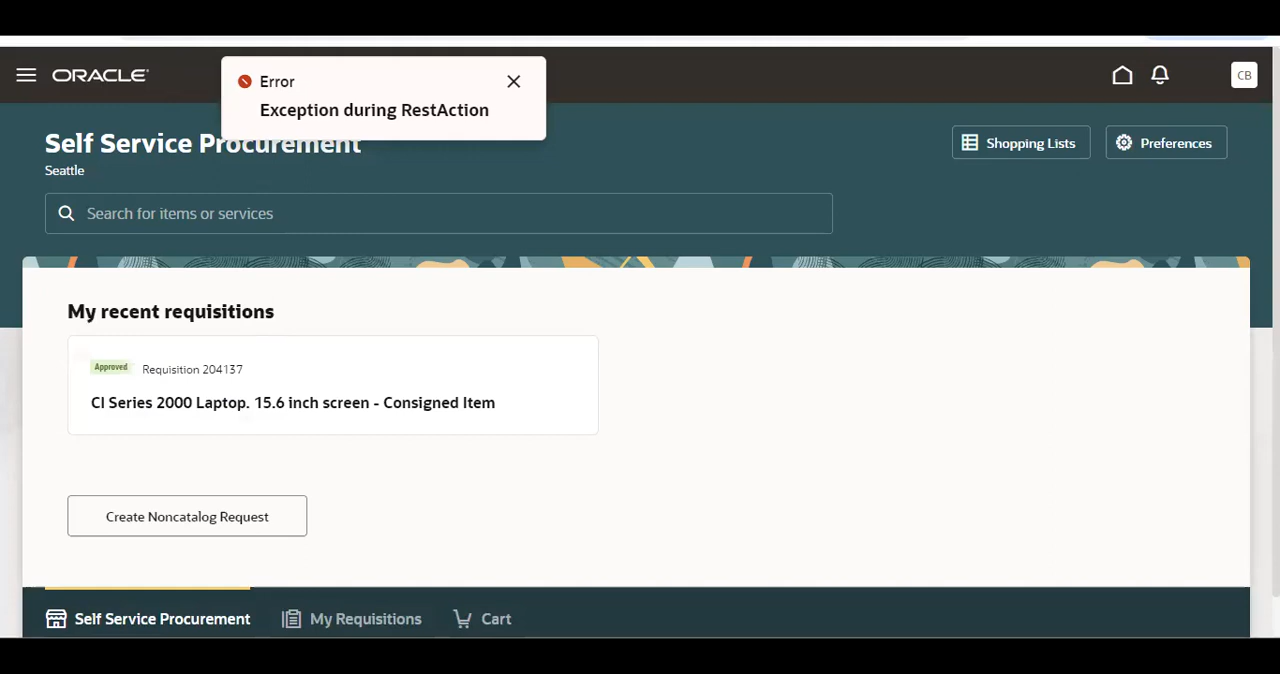 ORACLE
Error
Exception during RestAction
CB
Self Service Procurement
Seattle
Shopping Lists
Preferences
Search for items or services
My recent requisitions
Approved
Requisition 204137
CI Series 2000 Laptop. 15.6 inch screen - Consigned Item
Create Noncatalog Request
Self Service Procurement
My Requisitions
Cart